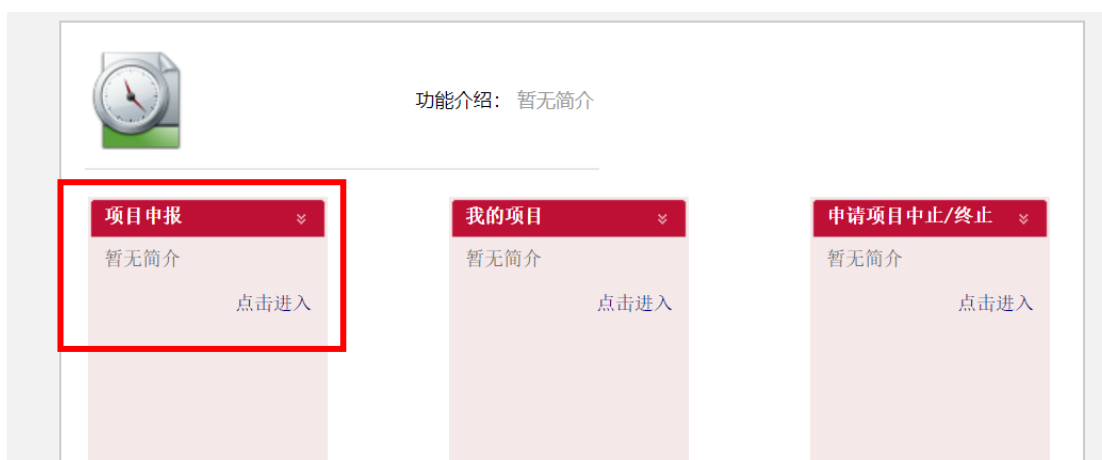 功能介绍： 暂无简介
项目申报
暂无简介
点击进入
我的项目
暂无简介
点击进入
申请项目中止/终止
暂无简介
点击进入